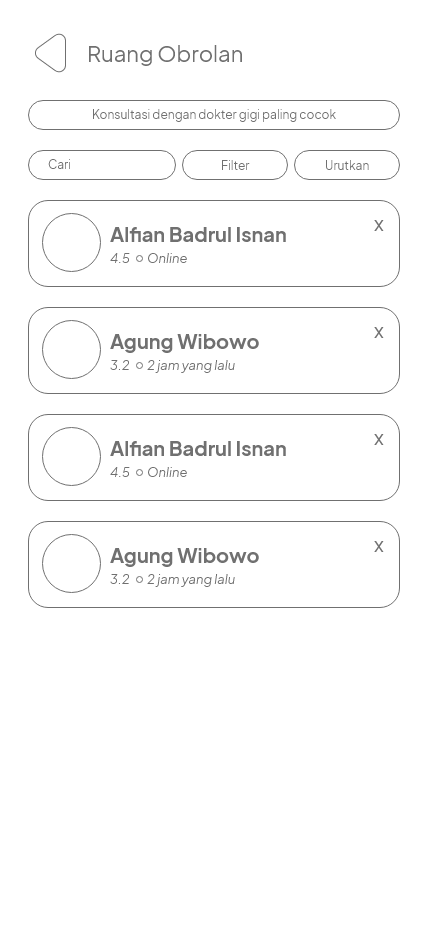 Ruang Obrolan
Konsultasi dengan dokter gigi paling cocok
Cari
Filter
Urutkan
Alfian Badrul Isnan
X
4.5 Online
Agung Wibowo
X
3.2 2 jam yang lalu
Alfian Badrul Isnan
X
4.5 Online
Agung Wibowo
X
3.2 2 jam yang lalu